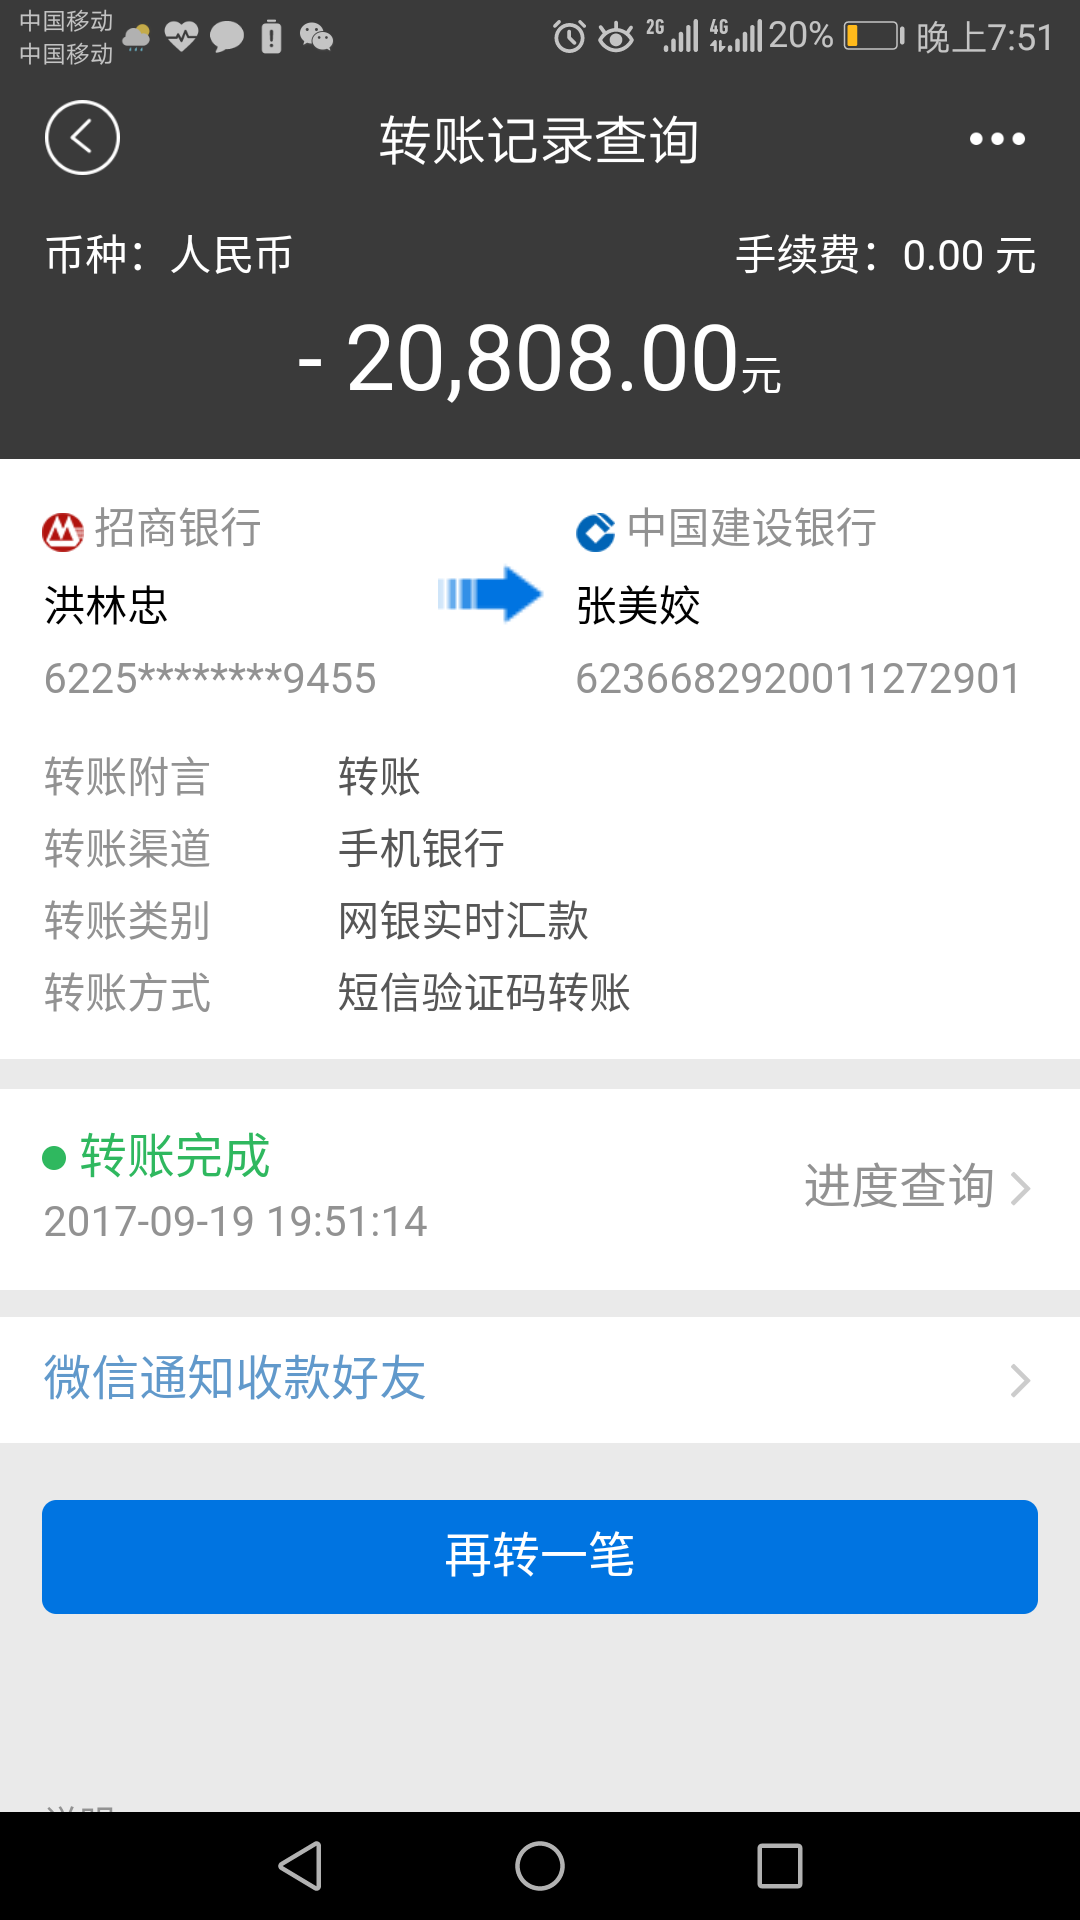 中国移动
中国移动
2G 4G 20% 晚上7:51
转账记录查询
币种：人民币 手续费：0.00 元
- 20,808.00元
招商银行 中国建设银行
洪林忠 张美姣
6225********9455 6236682920011272901
转账附言 转账
转账渠道 手机银行
转账类别 网银实时汇款
转账方式 短信验证码转账
转账完成
2017-09-19 19:51:14
进度查询
微信通知收款好友
再转一笔